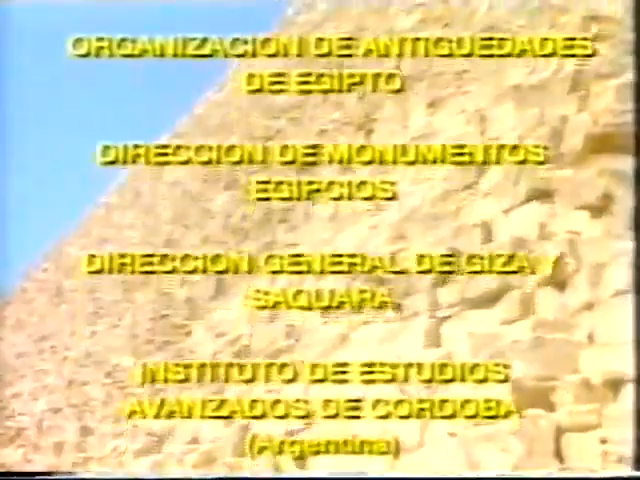 ORGANIZACION DE ANTIGUEDADES
DE EGIPTO
DIRECCION DE MONUMENTOS
EGIPCIOS
DIRECCION GENERAL DE GIZA Y
SAQUARA
INSTITUTO DE ESTUDIOS
AVANZADOS DE CORDOBA
(Argentina)